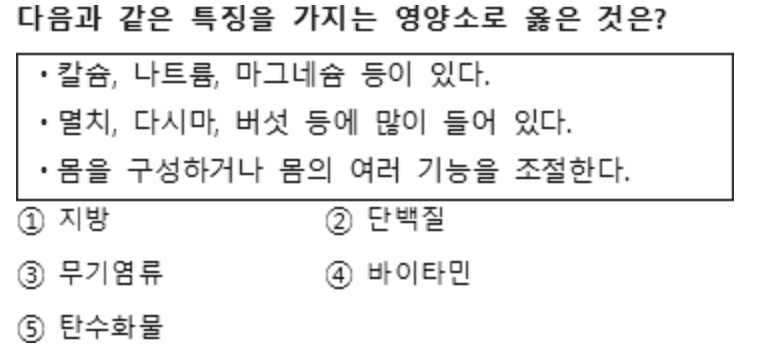 다음과 같은 특징을 가지는 영양소로 옳은 것은?
・칼슘, 나트륨, 마그네슘 등이 있다.
・멸치, 다시마, 버섯 등에 많이 들어 있다.
・몸을 구성하거나 몸의 여러 기능을 조절한다.
① 지방 ② 단백질
③ 무기염류 ④ 바이타민
⑤ 탄수화물